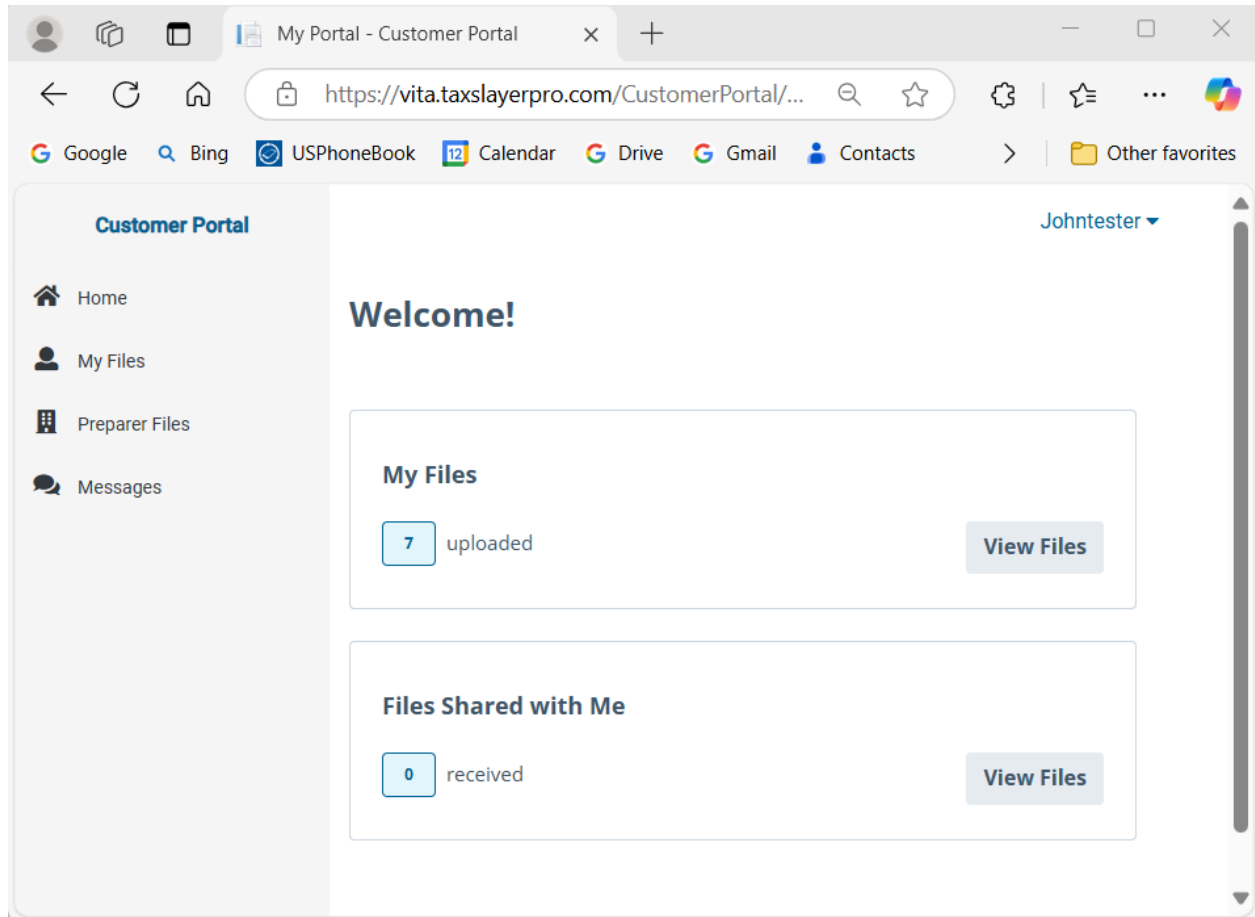 My Portal - Customer Portal
https://vita.taxslayerpro.com/CustomerPortal/...
Google Bing USPhoneBook 12 Calendar Drive Gmail Contacts Other favorites
Customer Portal
Johntester
Home
My Files
Preparer Files
Messages
Welcome!
My Files
7 uploaded
View Files
Files Shared with Me
0 received
View Files